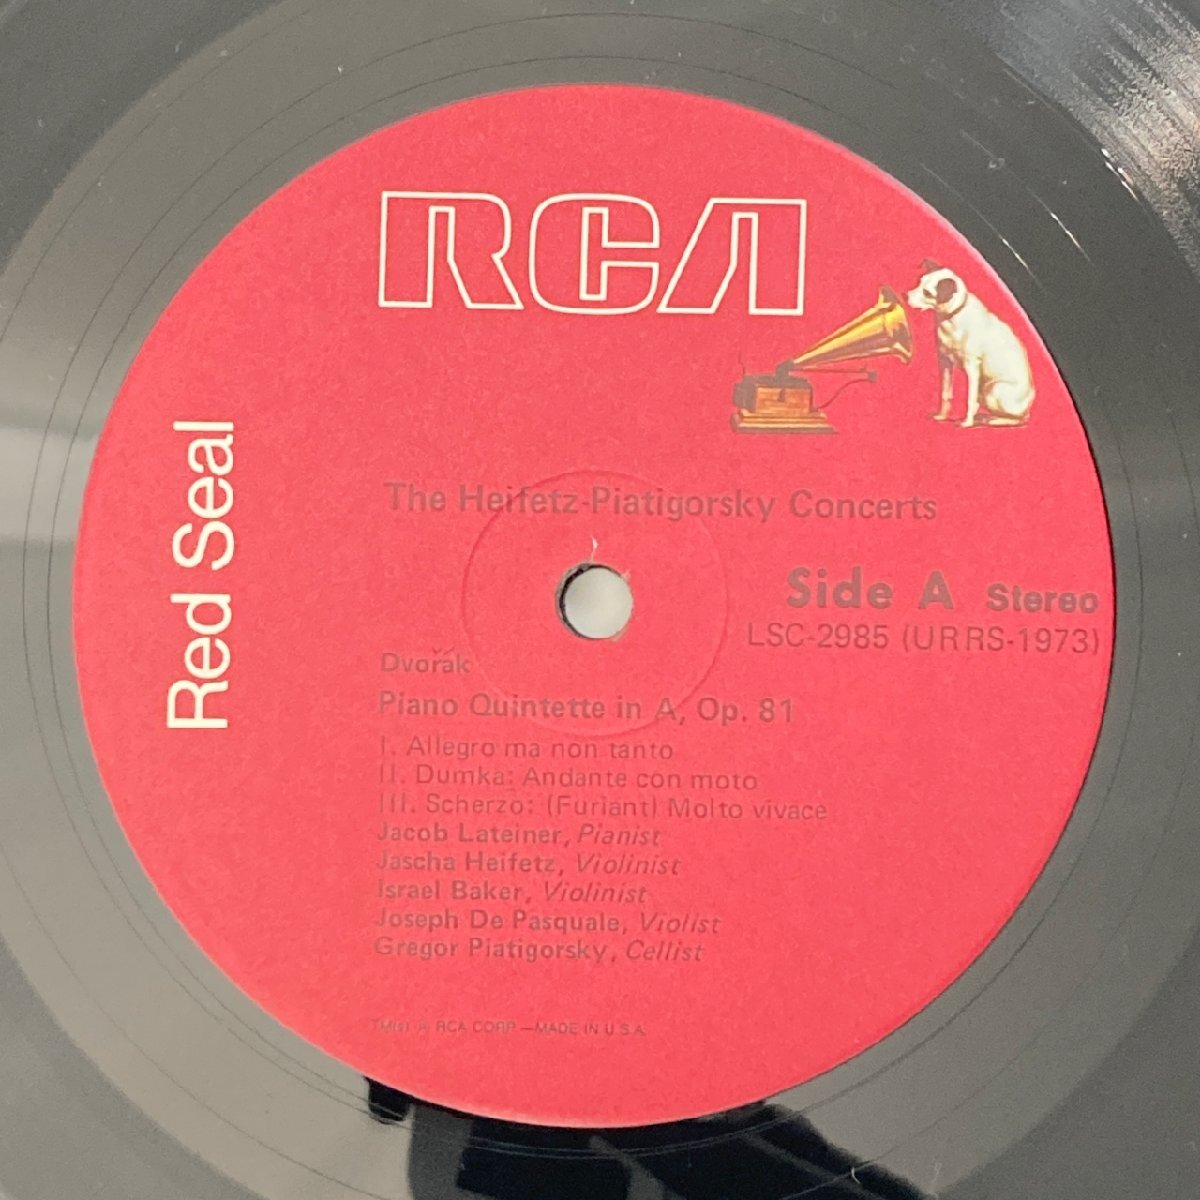 RCA
Red Seal
The Heifetz-Piatigorsky Concerts
Side A Stereo
LSC-2985 (URRS-1973)
Dvořák
Piano Quintette in A, Op. 81
I. Allegro ma non tanto
II. Dumka: Andante con moto
III. Scherzo: (Furiant) Molto vivace
Jacob Lateiner, Pianist
Jascha Heifetz, Violinist
Israel Baker, Violinist
Joseph De Pasquale, Violist
Gregor Piatigorsky, Cellist
TM(s) ® RCA CORP.—MADE IN U.S.A.